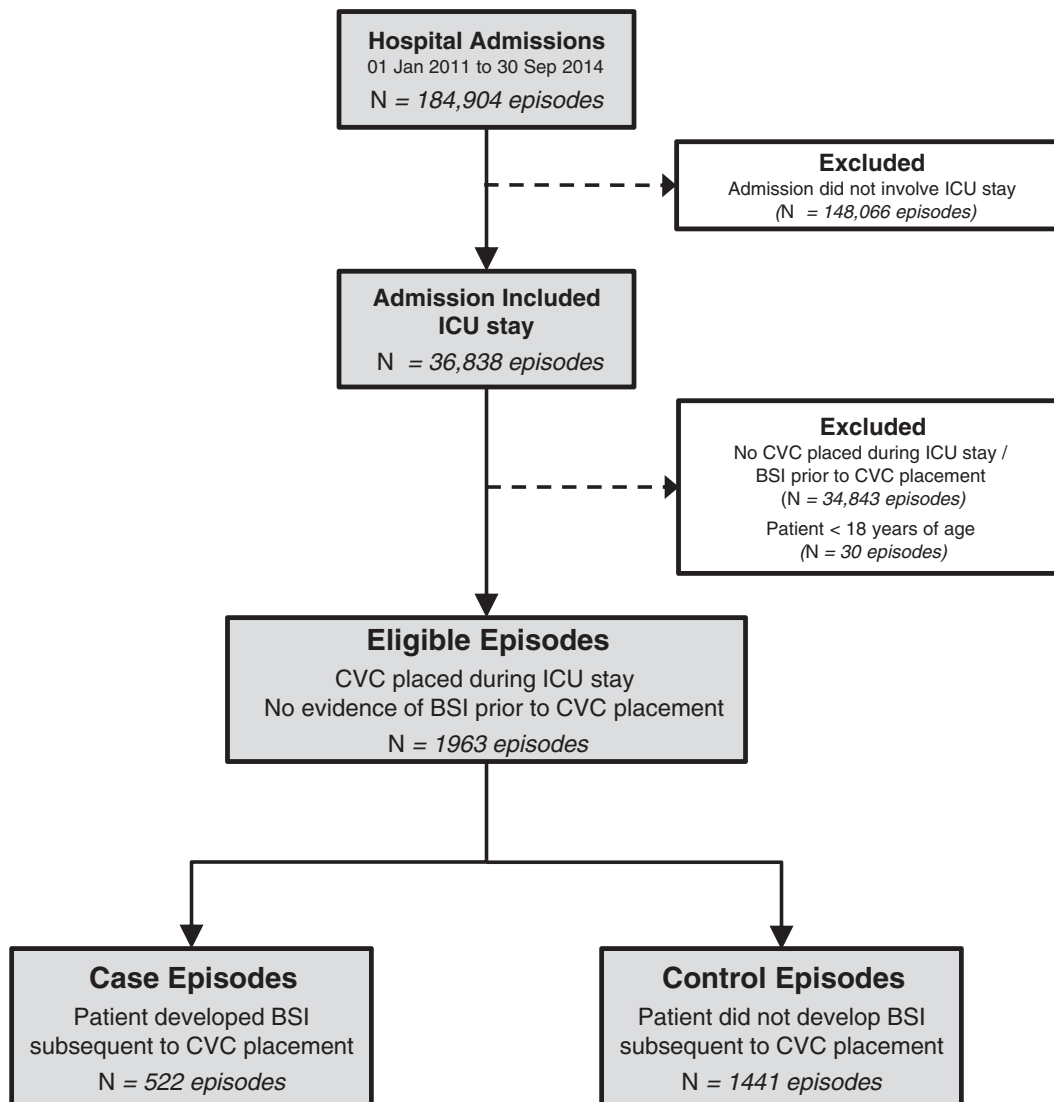 Hospital Admissions
01 Jan 2011 to 30 Sep 2014
N = 184,904 episodes
Excluded
Admission did not involve ICU stay
(N = 148,066 episodes)
Admission Included
ICU stay
N = 36,838 episodes
Excluded
No CVC placed during ICU stay /
BSI prior to CVC placement
(N = 34,843 episodes)
Patient < 18 years of age
(N = 30 episodes)
Eligible Episodes
CVC placed during ICU stay
No evidence of BSI prior to CVC placement
N = 1963 episodes
Case Episodes
Patient developed BSI
subsequent to CVC placement
N = 522 episodes
Control Episodes
Patient did not develop BSI
subsequent to CVC placement
N = 1441 episodes